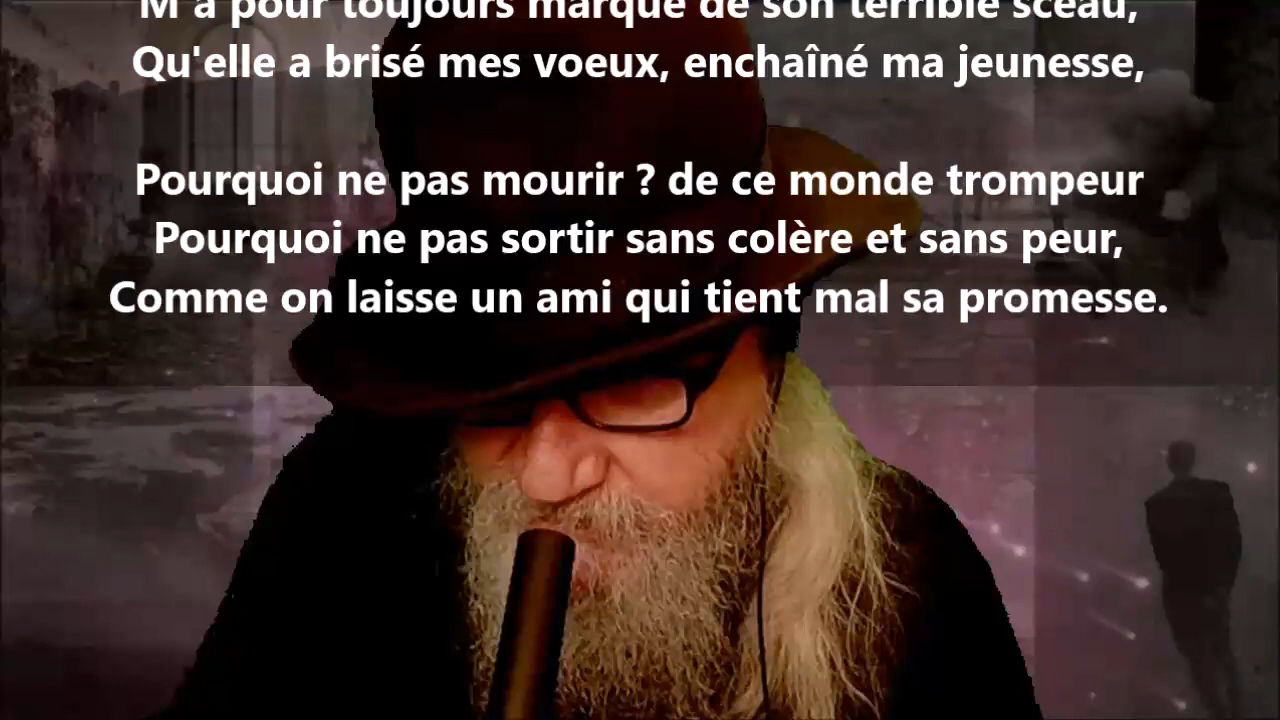 M'a pour toujours marqué de son terrible sceau,
Qu'elle a brisé mes voeux, enchaîné ma jeunesse,
Pourquoi ne pas mourir ? de ce monde trompeur
Pourquoi ne pas sortir sans colère et sans peur,
Comme on laisse un ami qui tient mal sa promesse.